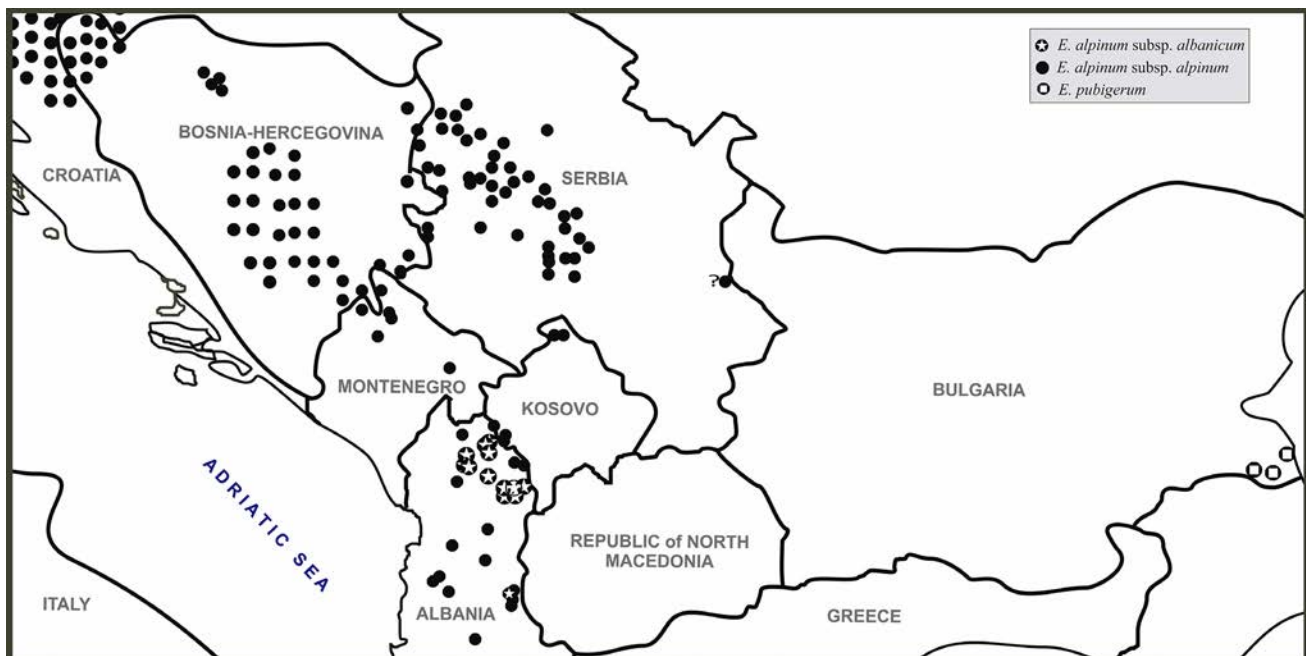 E. alpinum subsp. albanicum
E. alpinum subsp. alpinum
E. pubigerum
BOSNIA-HERCEGOVINA
CROATIA
SERBIA
?
MONTENEGRO
KOSOVO
BULGARIA
ADRIATIC SEA
REPUBLIC of NORTH
MACEDONIA
ITALY
ALBANIA
GREECE